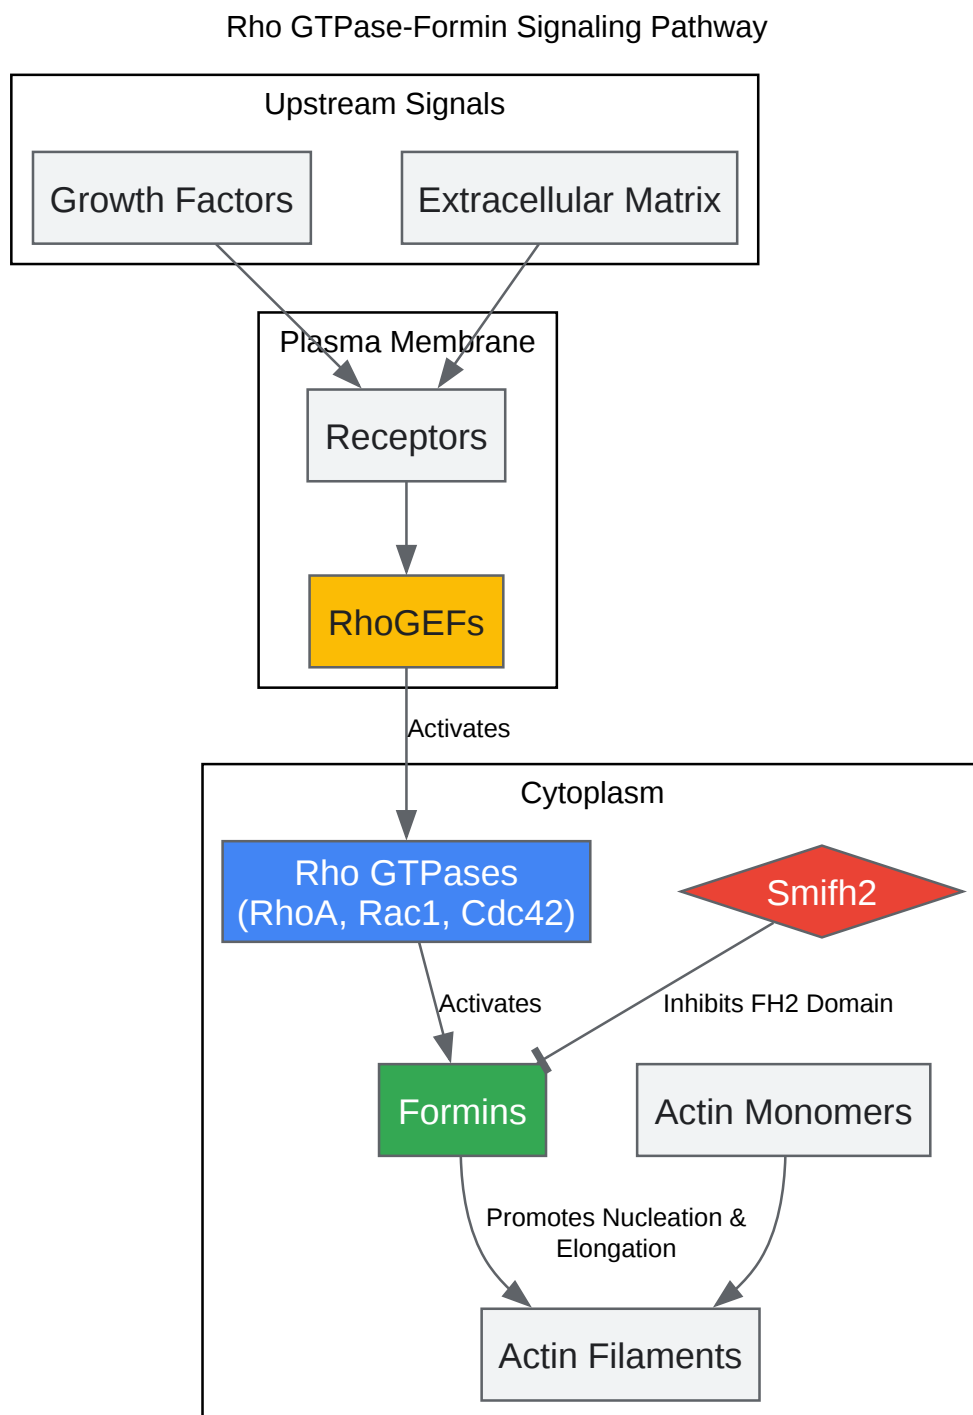 Rho GTPase-Formin Signaling Pathway
Upstream Signals
Growth Factors
Extracellular Matrix
Plasma Membrane
Receptors
RhoGEFs
Activates
Cytoplasm
Rho GTPases
(RhoA, Rac1, Cdc42)
Smifh2
Activates
Inhibits FH2 Domain
Formins
Actin Monomers
Promotes Nucleation &
Elongation
Actin Filaments